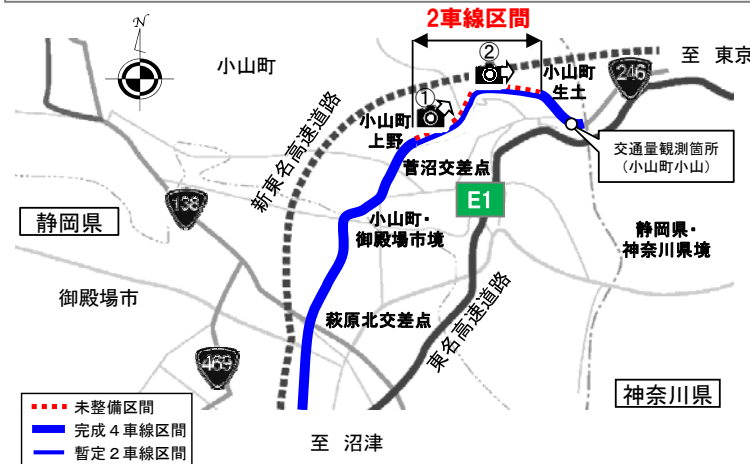 2車線区間
N
小山町
②
小山町
生土
至 東京
246
①
小山町
上野
交通量観測箇所
（小山町小山）
新東名高速道路
菅沼交差点
E1
138
静岡県
小山町・
御殿場市境
静岡県・
神奈川県境
御殿場市
萩原北交差点
東名高速道路
469
神奈川県
未整備区間
完成４車線区間
暫定２車線区間
至 沼津